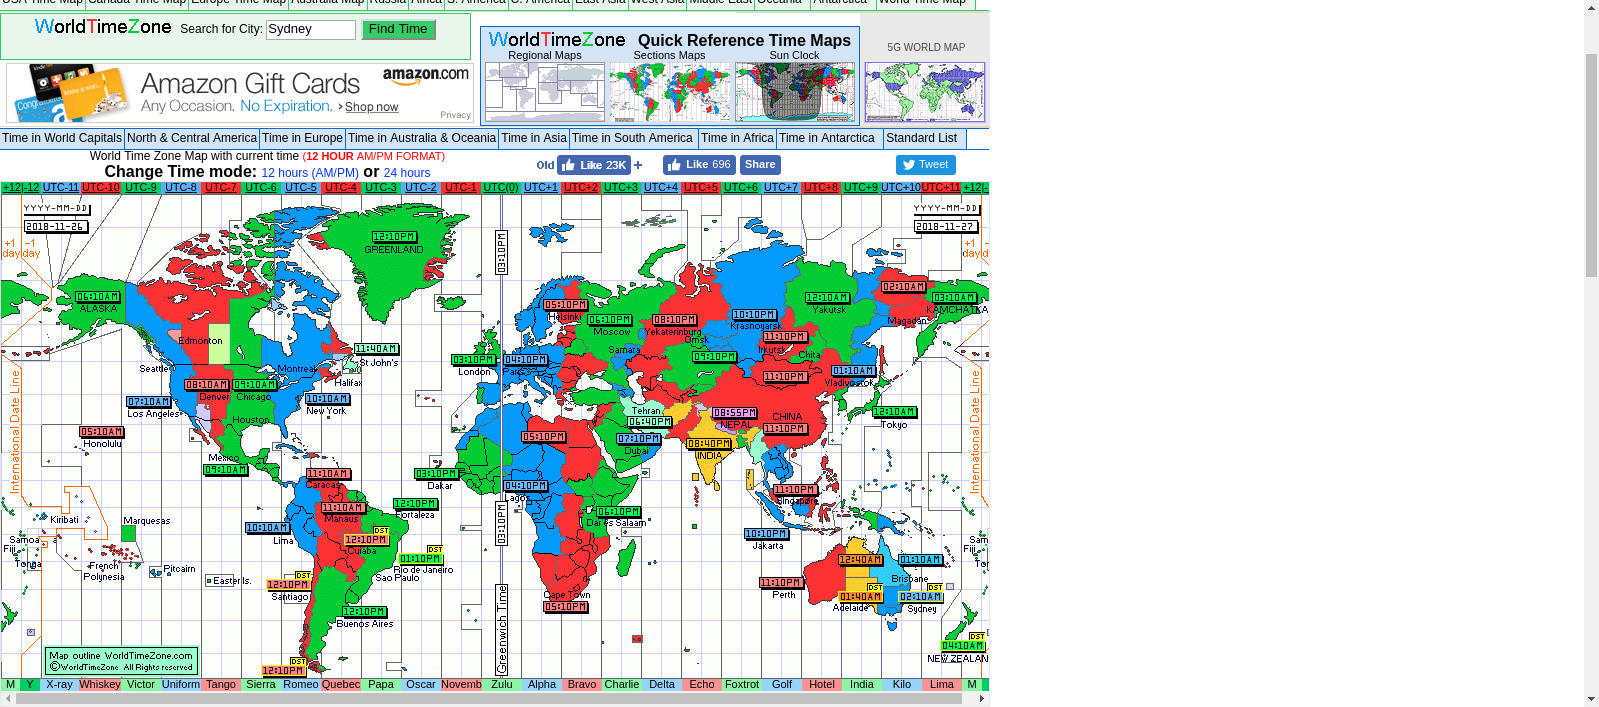 USA Time Map Canada Time Map Europe Time Map Australia Map Russia Africa S. America C. America East Asia West Asia Middle East Oceania Antarctica World Time Map
WorldTimeZone Search for City: Sydney Find Time
WorldTimeZone Quick Reference Time Maps
Regional Maps Sections Maps Sun Clock
5G WORLD MAP
Amazon Gift Cards
Any Occasion. No Expiration. Shop now
amazon.com
Privacy
Time in World Capitals North & Central America Time in Europe Time in Australia & Oceania Time in Asia Time in South America Time in Africa Time in Antarctica Standard List
World Time Zone Map with current time (12 HOUR AM/PM FORMAT)
Change Time mode: 12 hours (AM/PM) or 24 hours
Old Like 23K + Like 696 Share Tweet
+12 -12 UTC-11 UTC-10 UTC-9 UTC-8 UTC-7 UTC-6 UTC-5 UTC-4 UTC-3 UTC-2 UTC-1 UTC(0) UTC+1 UTC+2 UTC+3 UTC+4 UTC+5 UTC+6 UTC+7 UTC+8 UTC+9 UTC+10 UTC+11 +12 -
YYYY-MM-DD
2018-11-26
YYYY-MM-DD
2018-11-27
+1 day
-1 day
+1 day
International Date Line
International Date Line
12:10PM
GREENLAND
03:10PM
03:10PM
Greenwich Time
06:10AM
ALASKA
Edmonton
Seattle
Montreal
11:40AM
St John's
Halifax
08:10AM
Denver
09:10AM
Chicago
Houston
07:10AM
Los Angeles
10:10AM
New York
05:10AM
Honolulu
Mexico
09:10AM
11:10AM
Caracas
11:10AM
Manaus
12:10PM
Fortaleza
10:10AM
Lima
DST
12:10PM
Cuiaba
DST
01:10PM
Rio de Janeiro
Sao Paulo
DST
12:10PM
Santiago
12:10PM
Buenos Aires
DST
12:10PM
Kiribati
Marquesas
Samoa
Fiji
Tonga
French
Polynesia
Pitcairn
Easter Is.
03:10PM
London
04:10PM
Paris
05:10PM
Helsinki
06:10PM
Moscow
Samara
08:10PM
Yekaterinburg
Omsk
09:10PM
10:10PM
Krasnoyarsk
11:10PM
Irkutsk
Chita
12:10AM
Yakutsk
02:10AM
Magadan
03:10AM
KAMCHATKA
01:10AM
Vladivostok
11:10PM
CHINA
11:10PM
12:10AM
Tokyo
Tehran
06:40PM
07:10PM
Dubai
08:55PM
NEPAL
08:40PM
INDIA
05:10PM
03:10PM
Dakar
04:10PM
Lagos
06:10PM
Dar es Salaam
Cape Town
05:10PM
11:10PM
Singapore
10:10PM
Jakarta
11:10PM
Perth
12:40AM
DST
01:40AM
Adelaide
01:10AM
Brisbane
DST
02:10AM
Sydney
DST
04:10AM
NEW ZEALAN
Sam
Fiji
Map outline WorldTimeZone.com
©WorldTimeZone All Rights reserved
M Y X-ray Whiskey Victor Uniform Tango Sierra Romeo Quebec Papa Oscar Novemb Zulu Alpha Bravo Charlie Delta Echo Foxtrot Golf Hotel India Kilo Lima M